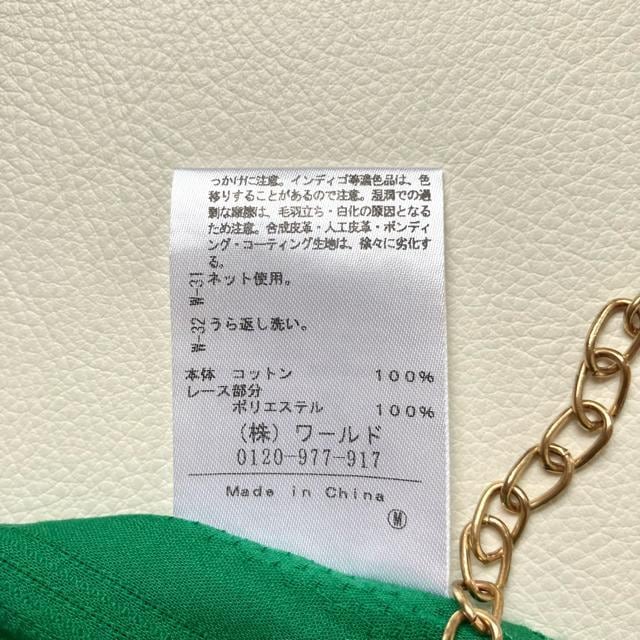 っかけに注意。インディゴ等濃色品は、色
移りすることがあるので注意。湿潤での過
剰な摩擦は、毛羽立ち・白化の原因となる
ため注意。合成皮革・人工皮革・ボンディ
ング・コーティング生地は、徐々に劣化す
る。
W-31 ネット使用。
W-32 うら返し洗い。
本体 コットン 100%
レース部分
ポリエステル 100%
(株)ワールド
0120-977-917
Made in China
M